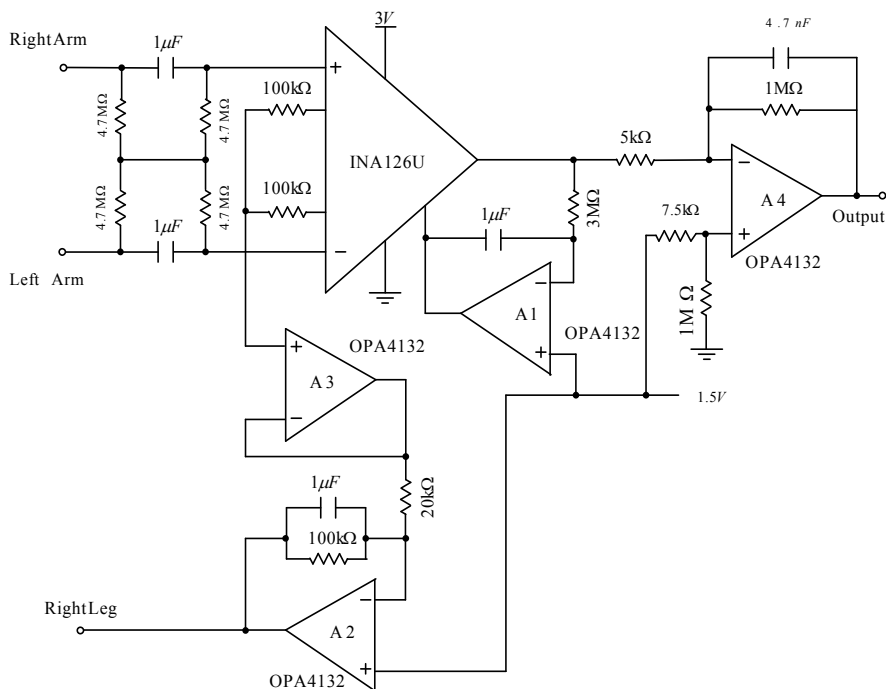 4.7 nF
3V
RightArm
1μF
1MΩ
100kΩ
4.7MΩ
4.7MΩ
5kΩ
INA126U
100kΩ
A4
4.7MΩ
4.7MΩ
1μF
3MΩ
7.5kΩ
Output
1μF
OPA4132
Left Arm
1MΩ
A1
OPA4132
OPA4132
A3
1.5V
1μF
20kΩ
100kΩ
RightLeg
A2
OPA4132